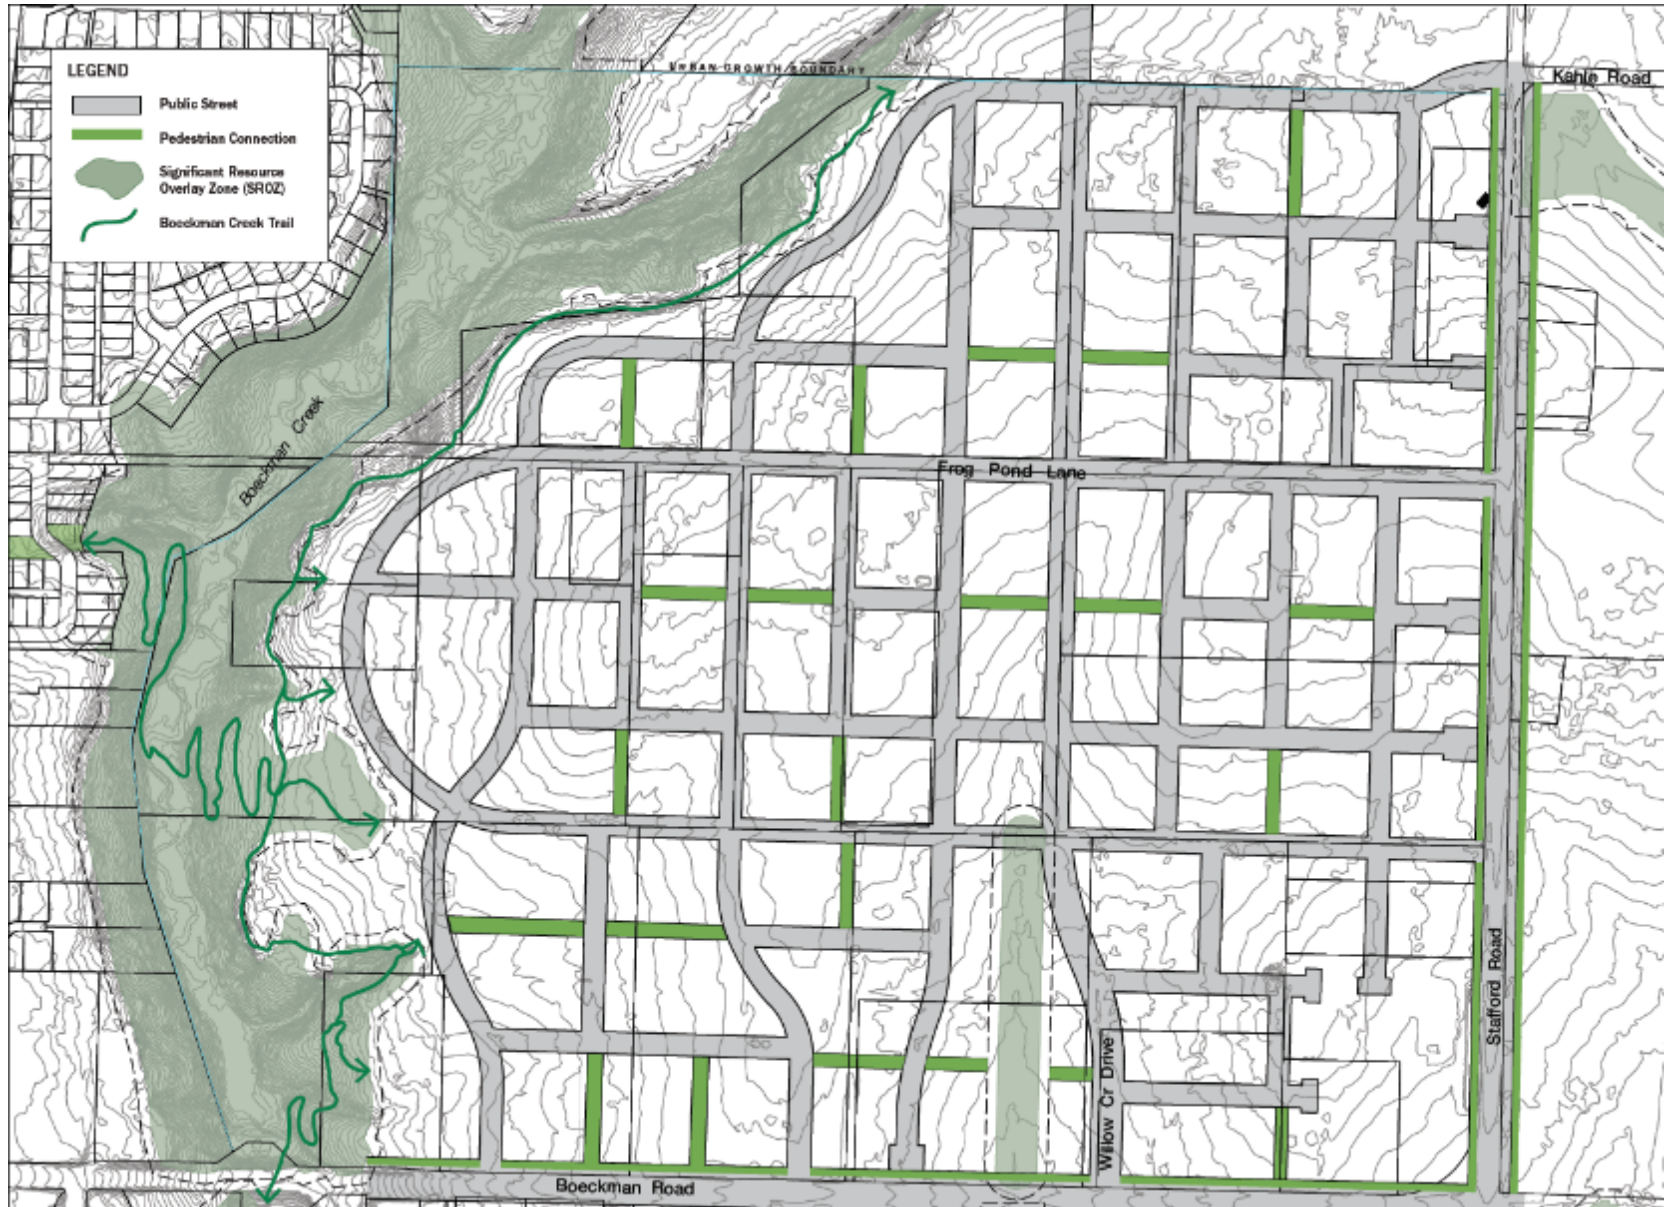 LEGEND
Public Street
Pedestrian Connection
Significant Resource
Overlay Zone (SROZ)
Boeckman Creek Trail
URBAN GROWTH BOUNDARY
Kahle Road
Boeckman Creek
Frog Pond Lane
Stafford Road
Willow Cr Drive
Boeckman Road